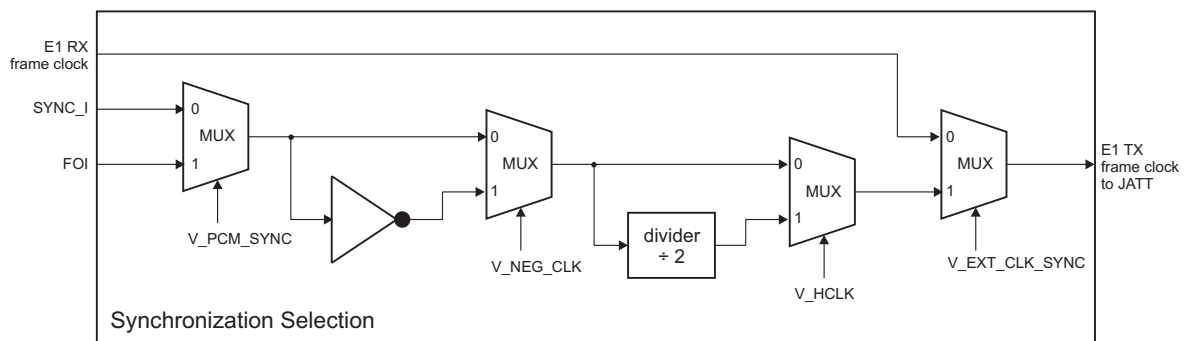 E1 RX
frame clock
SYNC_I
FOI
0
MUX
1
V_PCM_SYNC
0
MUX
1
V_NEG_CLK
divider
÷ 2
0
MUX
1
V_HCLK
0
MUX
1
V_EXT_CLK_SYNC
E1 TX
frame clock
to JATT
Synchronization Selection